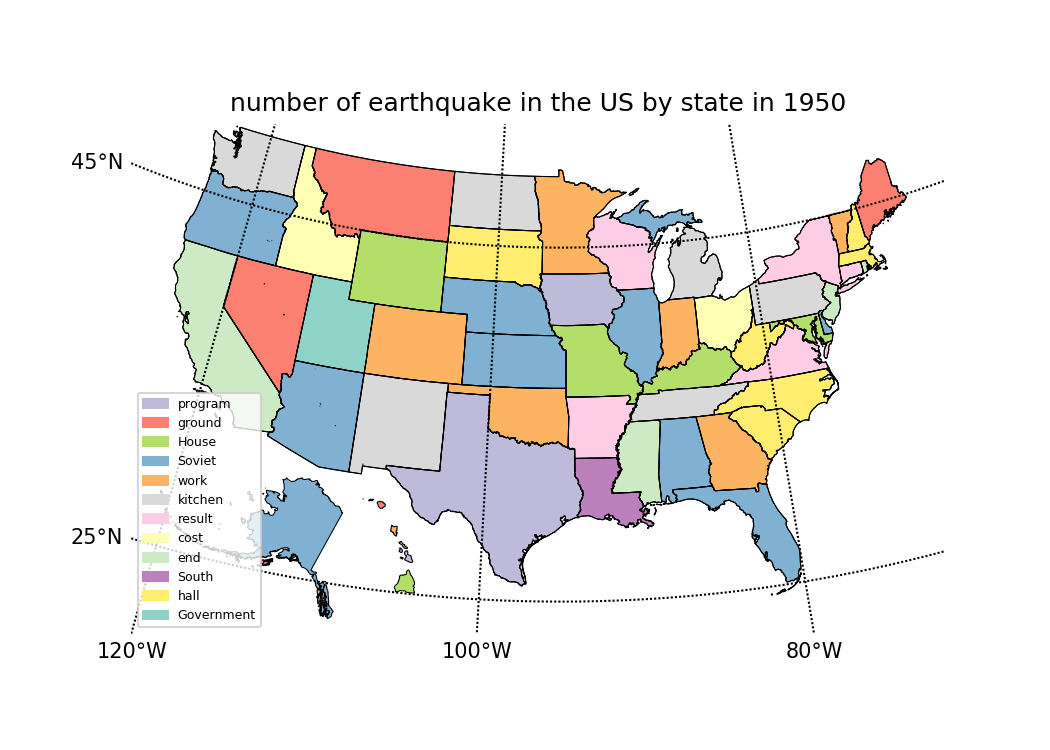 number of earthquake in the US by state in 1950
45°N
program
ground
House
Soviet
work
kitchen
result
cost
end
South
hall
Government
25°N
120°W
100°W
80°W